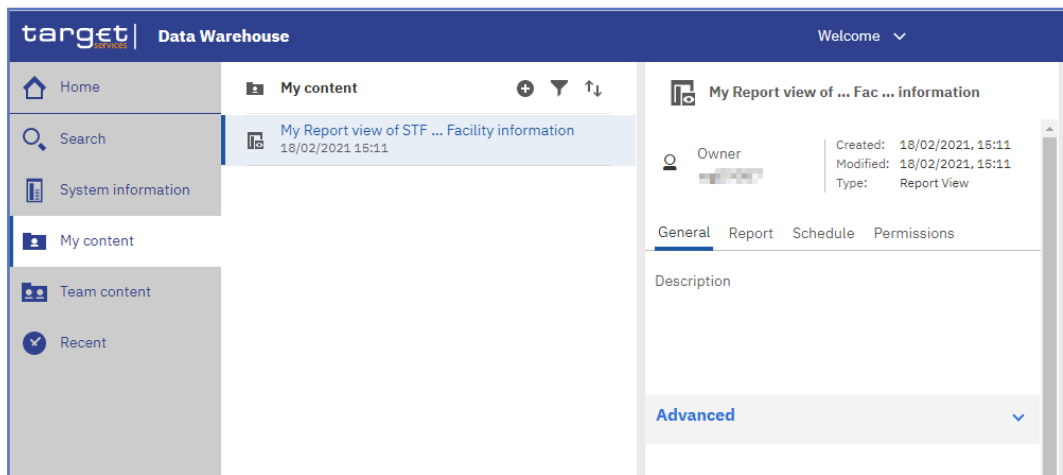 target services Data Warehouse Welcome
Home
Search
System information
My content
Team content
Recent
My content
My Report view of STF ... Facility information
18/02/2021 15:11
My Report view of ... Fac ... information
Owner
Created: 18/02/2021, 15:11
Modified: 18/02/2021, 15:11
Type: Report View
General Report Schedule Permissions
Description
Advanced